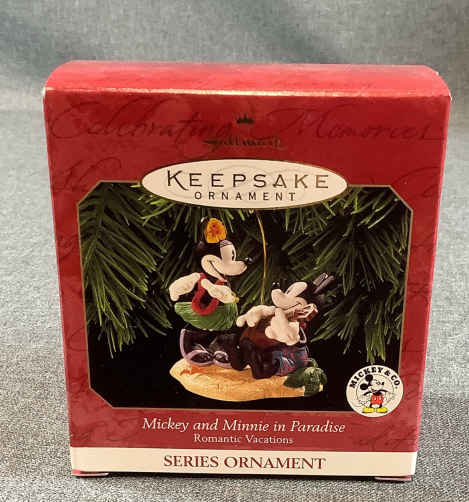 Celebrating Memories
Hallmark
KEEPSAKE
ORNAMENT
MICKEY & CO.
Mickey and Minnie in Paradise
Romantic Vacations
SERIES ORNAMENT